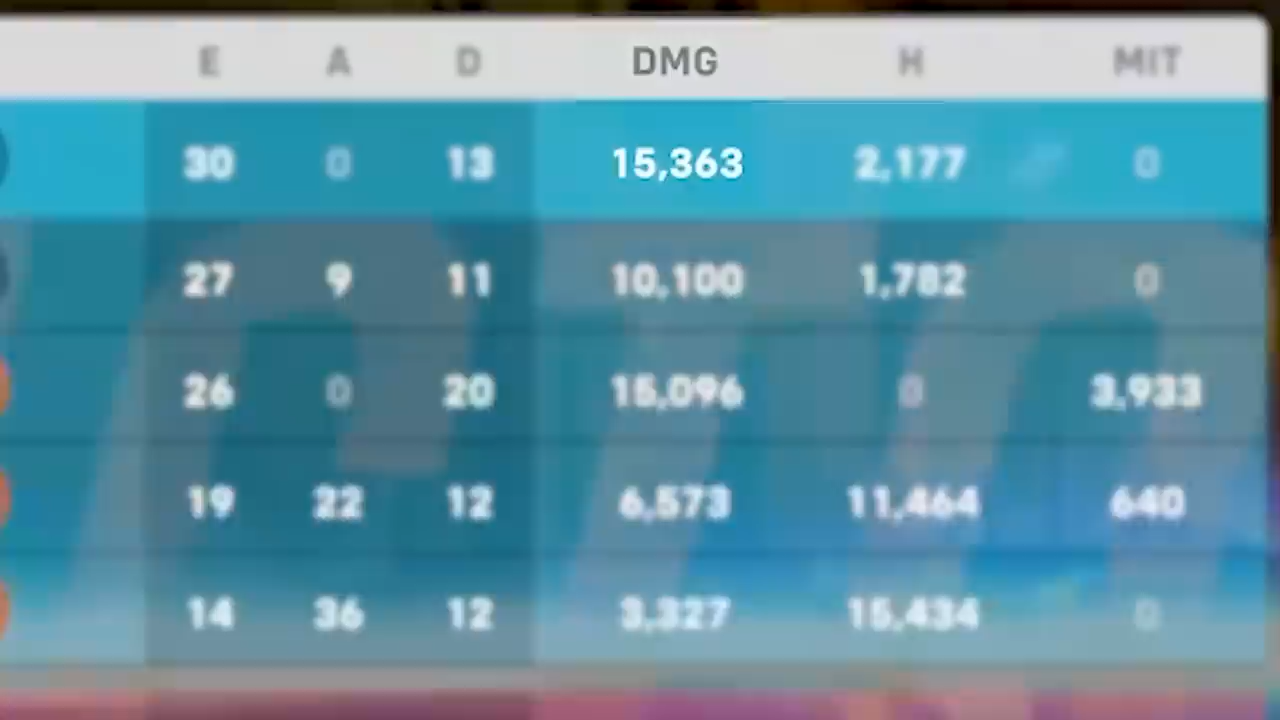 E A D DMG H MIT
30 0 13 15,363 2,177 0
27 9 11 10,100 1,782 0
26 0 20 15,096 0 3,933
19 22 12 6,573 11,464 640
14 36 12 3,327 15,434 0